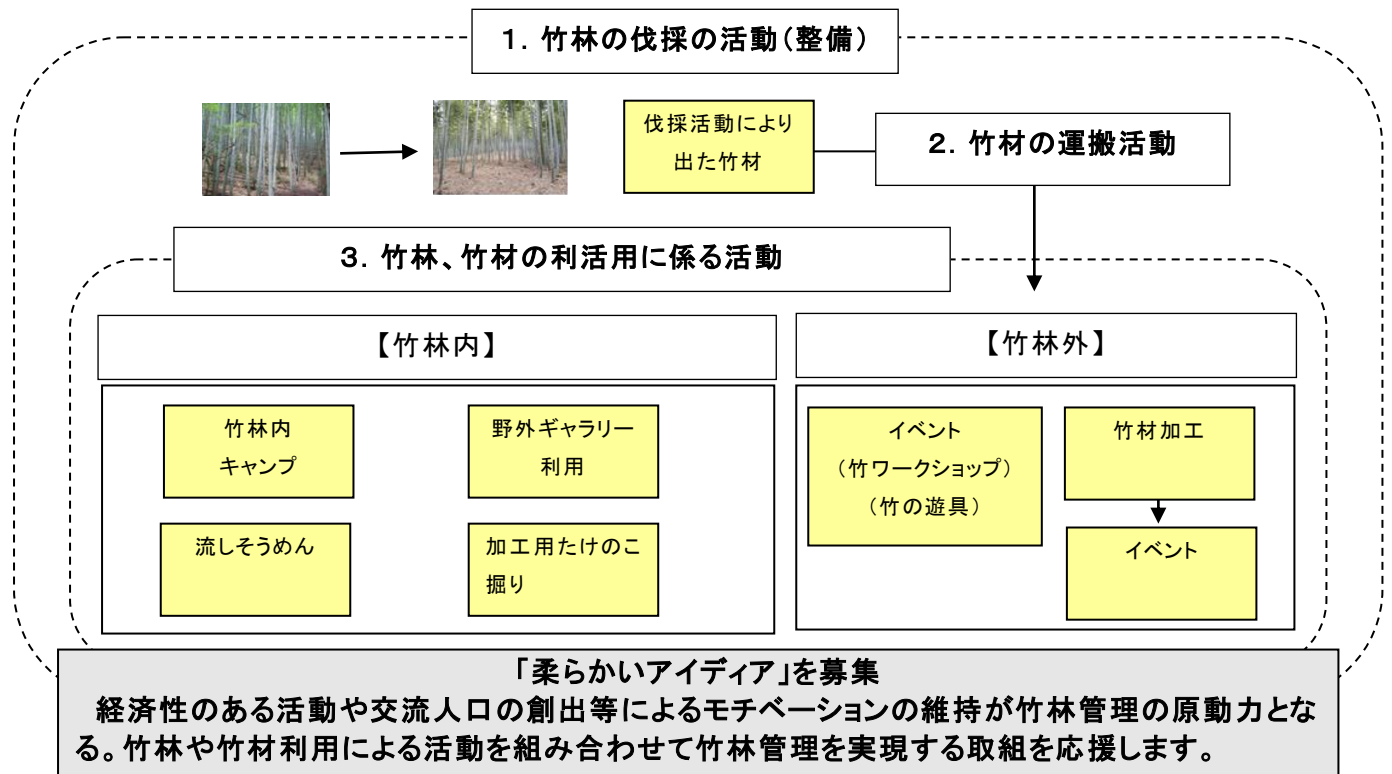 １．竹林の伐採の活動（整備）
伐採活動により
出た竹材
２．竹材の運搬活動
３．竹林、竹材の利活用に係る活動
【竹林内】
竹林内
キャンプ
野外ギャラリー
利用
流しそうめん
加工用たけのこ
掘り
【竹林外】
イベント
（竹ワークショップ）
（竹の遊具）
竹材加工
イベント
「柔らかいアイディア」を募集
経済性のある活動や交流人口の創出等によるモチベーションの維持が竹林管理の原動力とな
る。竹林や竹材利用による活動を組み合わせて竹林管理を実現する取組を応援します。